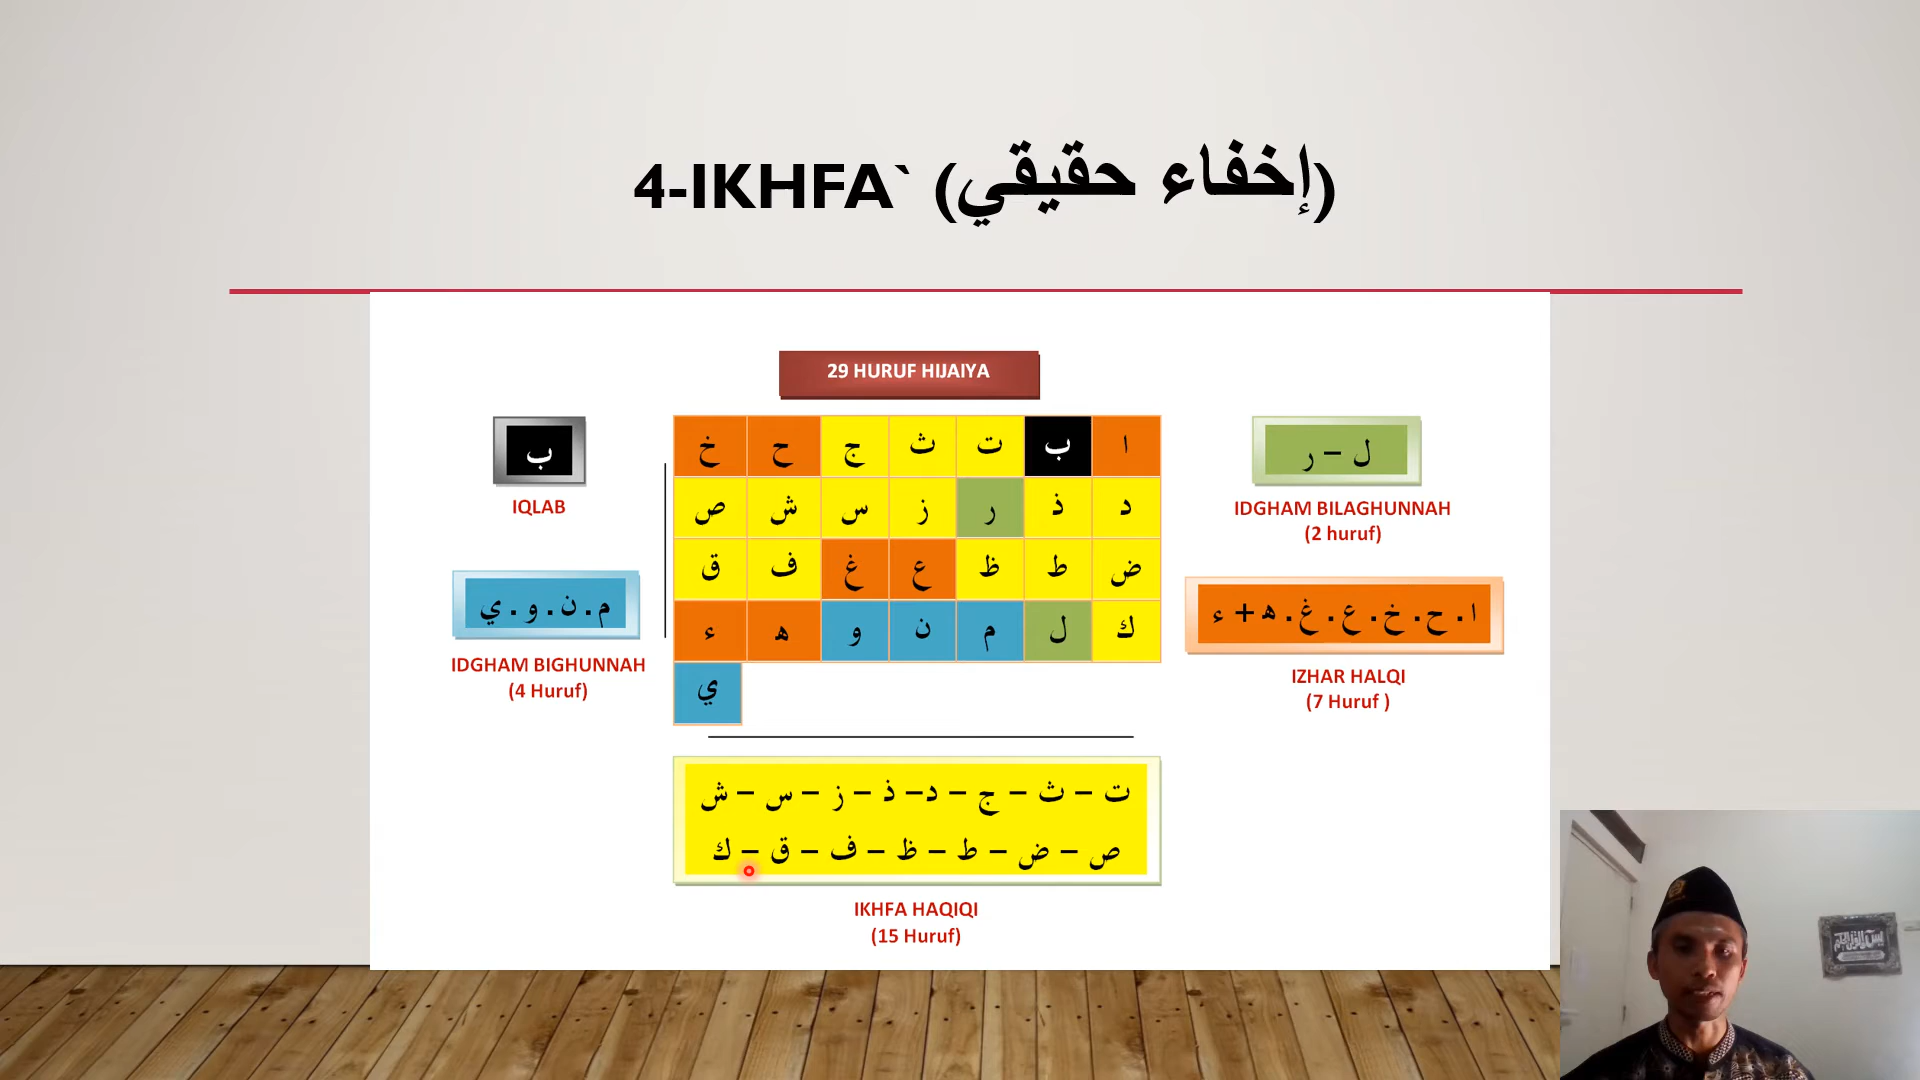 4-IKHFA` (إخفاء حقيقي)
29 HURUF HIJAIYA
ب
IQLAB
م . ن . و . ي
IDGHAM BIGHUNNAH
(4 Huruf)
ا ب ت ث ج ح خ
د ذ ر ز س ش ص
ض ط ظ ع غ ف ق
ك ل م ن و ه ء
ي
ل – ر
IDGHAM BILAGHUNNAH
(2 huruf)
ا . ح . خ . ع . غ . ه + ء
IZHAR HALQI
(7 Huruf )
ت – ث – ج – د– ذ – ز – س – ش
ص – ض – ط – ظ – ف – ق – ك
IKHFA HAQIQI
(15 Huruf)